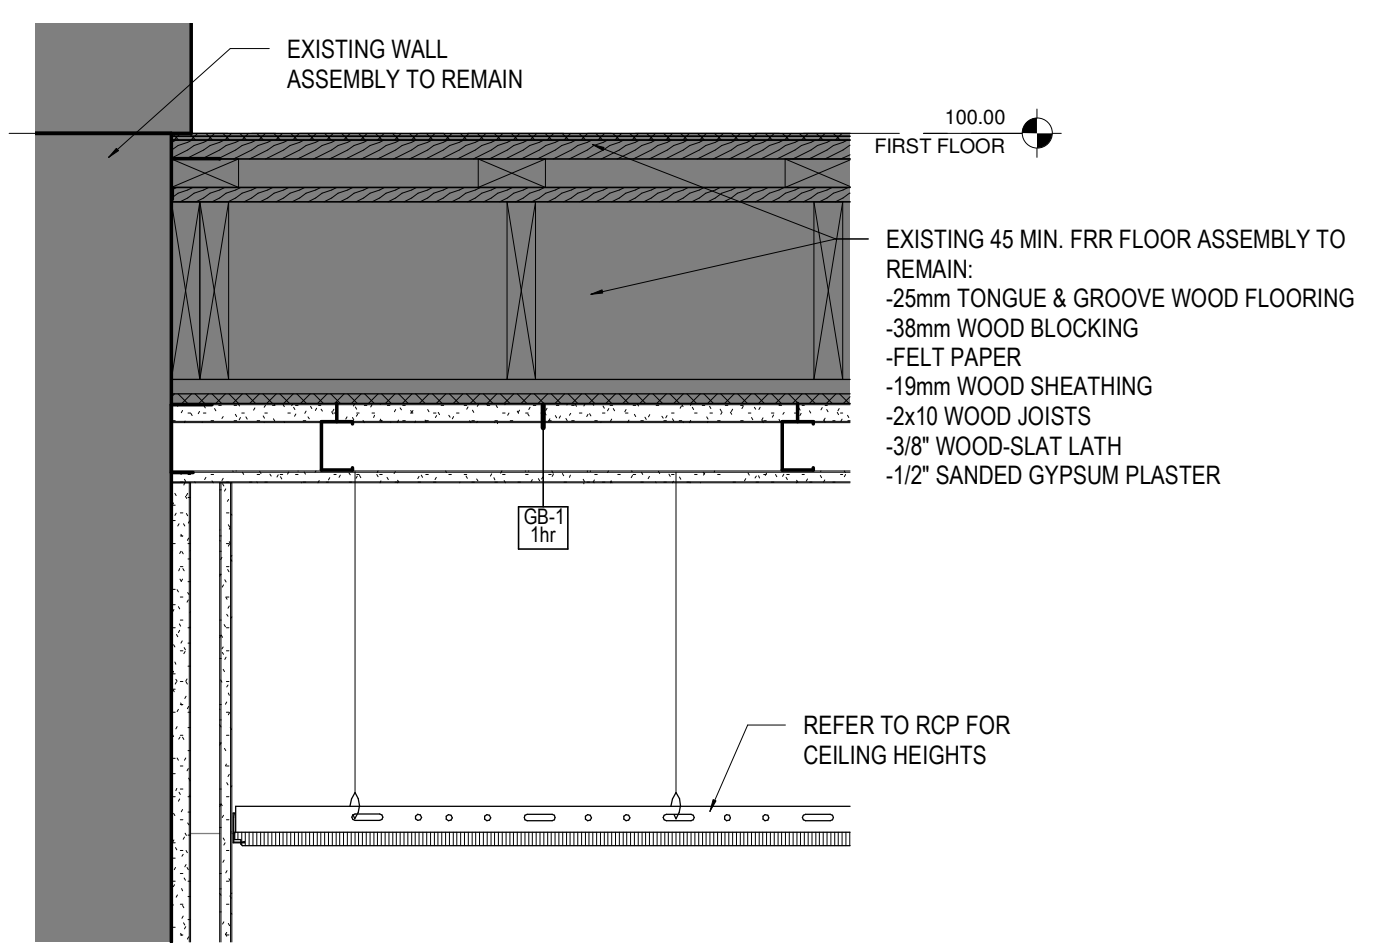 EXISTING WALL
ASSEMBLY TO REMAIN
100.00
FIRST FLOOR
EXISTING 45 MIN. FRR FLOOR ASSEMBLY TO
REMAIN:
-25mm TONGUE & GROOVE WOOD FLOORING
-38mm WOOD BLOCKING
-FELT PAPER
-19mm WOOD SHEATHING
-2x10 WOOD JOISTS
-3/8" WOOD-SLAT LATH
-1/2" SANDED GYPSUM PLASTER
GB-1
1hr
REFER TO RCP FOR
CEILING HEIGHTS